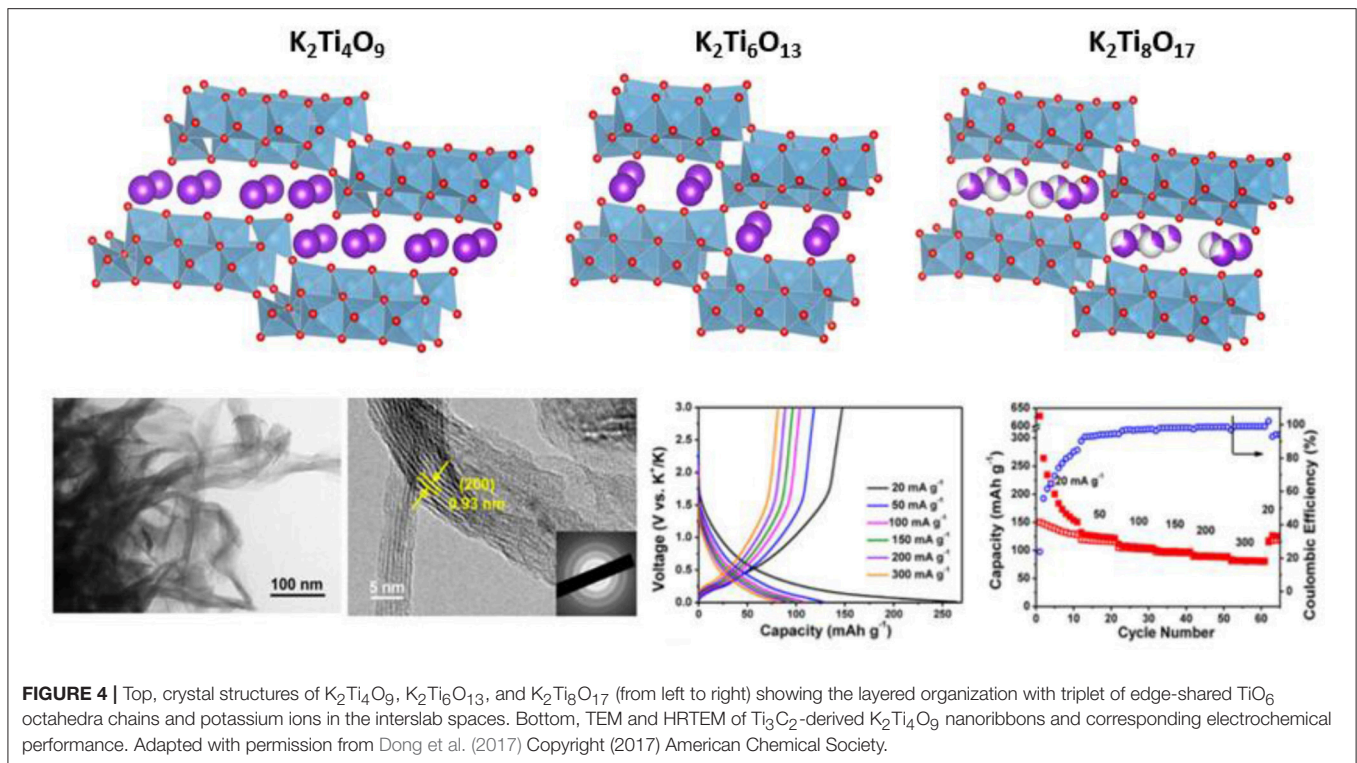 K₂Ti₄O₉
K₂Ti₆O₁₃
K₂Ti₈O₁₇
100 nm
(200)
0.93 nm
5 nm
3.0
2.5
2.0
1.5
1.0
0.5
0.0
Voltage (V vs. K⁺/K)
20 mA g⁻¹
50 mA g⁻¹
100 mA g⁻¹
150 mA g⁻¹
200 mA g⁻¹
300 mA g⁻¹
0 50 100 150 200 250
Capacity (mAh g⁻¹)
650
600
300
250
200
150
100
50
0
Capacity (mAh g⁻¹)
20 mA g⁻¹
50
100
150
200
300
20
100
80
60
40
20
0
Coulombic Efficiency (%)
0 10 20 30 40 50 60
Cycle Number
FIGURE 4 | Top, crystal structures of K₂Ti₄O₉, K₂Ti₆O₁₃, and K₂Ti₈O₁₇ (from left to right) showing the layered organization with triplet of edge-shared TiO₆
octahedra chains and potassium ions in the interslab spaces. Bottom, TEM and HRTEM of Ti₃C₂-derived K₂Ti₄O₉ nanoribbons and corresponding electrochemical
performance. Adapted with permission from Dong et al. (2017) Copyright (2017) American Chemical Society.